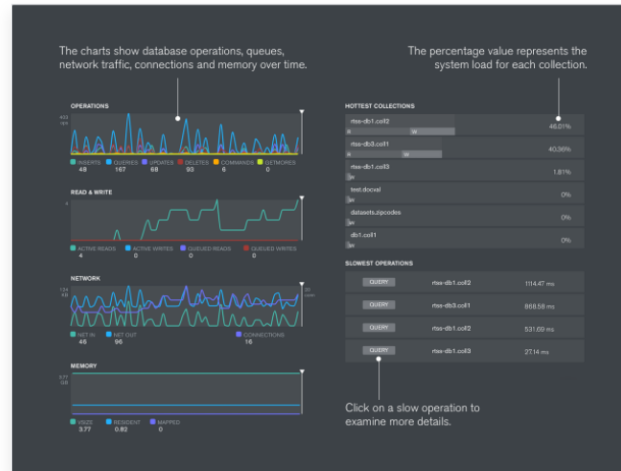 The charts show database operations, queues,
network traffic, connections and memory over time.
The percentage value represents the
system load for each collection.
OPERATIONS
INSERTS QUERIES UPDATES DELETES COMMANDS GETMORES
48 167 68 93 6 0
READ & WRITE
4
ACTIVE READS ACTIVE WRITES QUEUED READS QUEUED WRITES
4 0 0 0
NETWORK
NET IN NET OUT CONNECTIONS
46 96 16
MEMORY
VSIZE RESIDENT MAPPED
3.77 0.82 0
HOTTEST COLLECTIONS
rtss-db1.coll2 46.01%
R W
rtss-db3.coll1 40.36%
R W
rtss-db1.coll3 1.81%
test.docval 0%
datasets.zipcodes 0%
db1.coll1 0%
SLOWEST OPERATIONS
QUERY rtss-db1.coll2 1114.47 ms
QUERY rtss-db3.coll1 868.58 ms
QUERY rtss-db1.coll2 531.69 ms
QUERY rtss-db1.coll3 27.14 ms
Click on a slow operation to
examine more details.